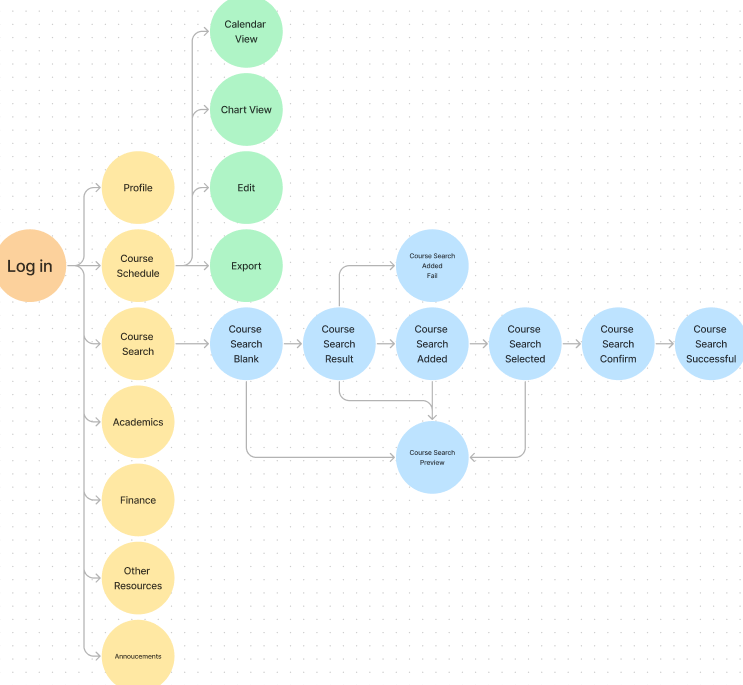 Calendar
View
Chart View
Profile
Edit
Log in
Course
Schedule
Export
Course Search
Added
Fail
Course
Search
Course
Search
Blank
Course
Search
Result
Course
Search
Added
Course
Search
Selected
Course
Search
Confirm
Course
Search
Successful
Academics
Course Search
Preview
Finance
Other
Resources
Annoucements